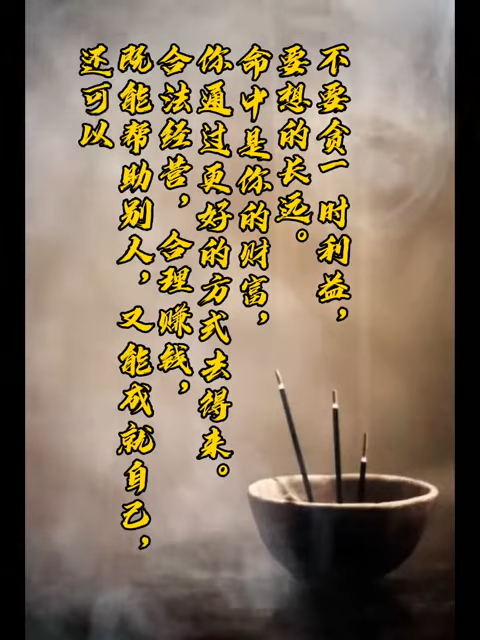 不要贪一时利益，
要想的长远。
命中是你的财富，
你通过更好的方式去得来。
合法经营，合理赚钱，
既能帮助别人，又能成就自己，
还可以